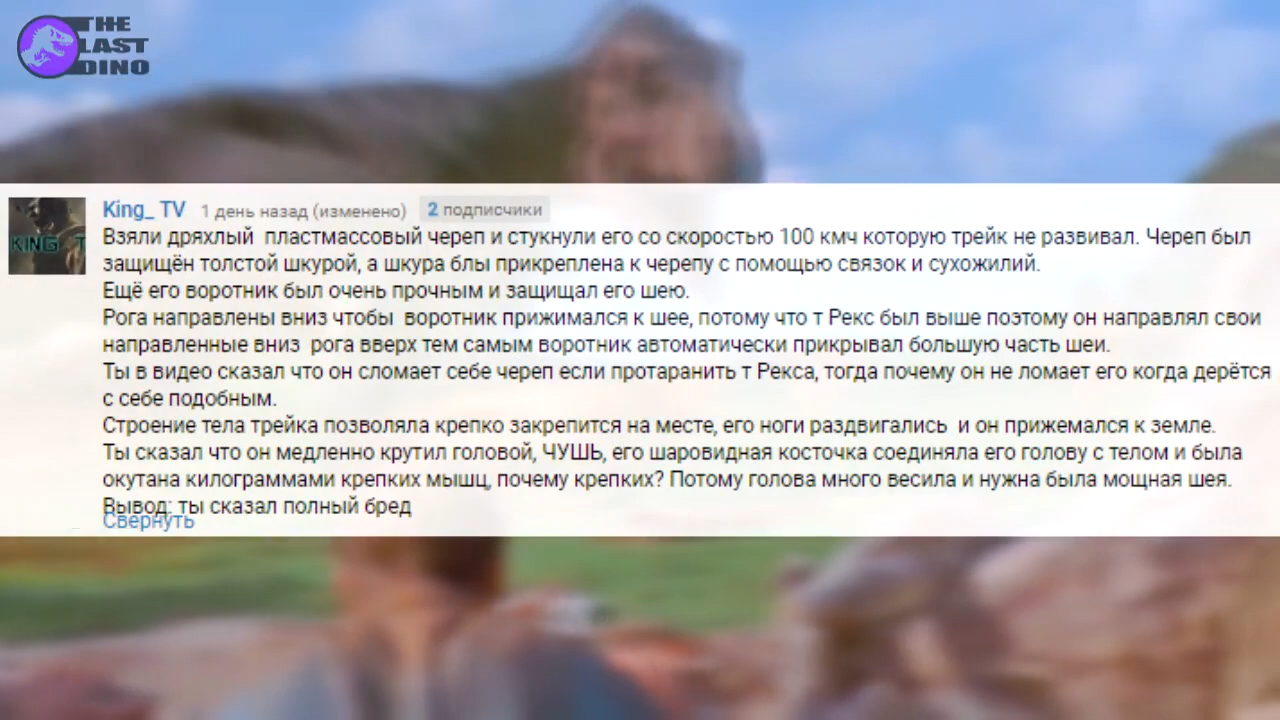 THE
LAST
DINO
King_ TV 1 день назад (изменено) 2 подписчики
KING T
Взяли дряхлый пластмассовый череп и стукнули его со скоростью 100 кмч которую трейк не развивал. Череп был
защищён толстой шкурой, а шкура блы прикреплена к черепу с помощью связок и сухожилий.
Ещё его воротник был очень прочным и защищал его шею.
Рога направлены вниз чтобы воротник прижимался к шее, потому что т Рекс был выше поэтому он направлял свои
направленные вниз рога вверх тем самым воротник автоматически прикрывал большую часть шеи.
Ты в видео сказал что он сломает себе череп если протаранить т Рекса, тогда почему он не ломает его когда дерётся
с себе подобным.
Строение тела трейка позволяла крепко закрепится на месте, его ноги раздвигались и он прижемался к земле.
Ты сказал что он медленно крутил головой, ЧУШЬ, его шаровидная косточка соединяла его голову с телом и была
окутана килограммами крепких мышц, почему крепких? Потому голова много весила и нужна была мощная шея.
Вывод: ты сказал полный бред
Свернуть